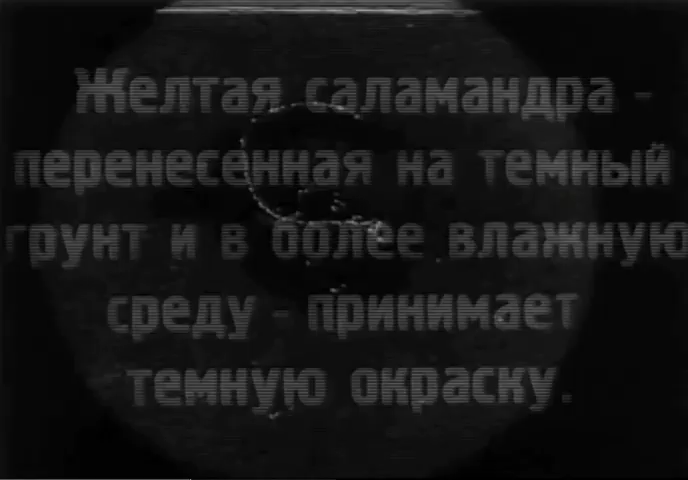 Желтая саламандра -
перенесенная на темный
грунт и в более влажную
среду - принимает
темную окраску.